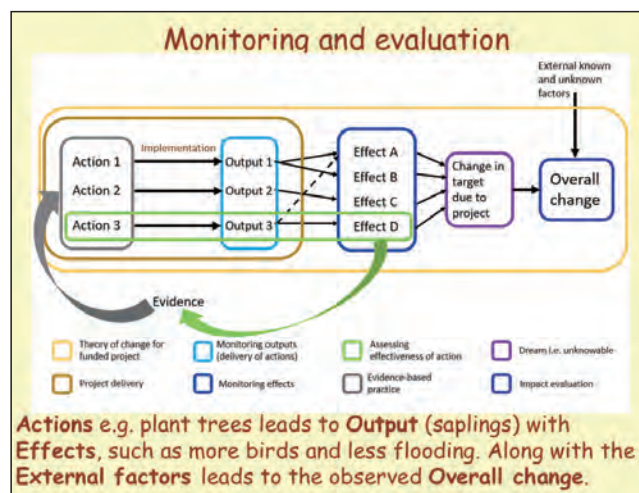 Monitoring and evaluation
External known
and unknown
factors
Implementation
Action 1
Action 2
Action 3
Output 1
Output 2
Output 3
Effect A
Effect B
Effect C
Effect D
Change in
target
due to
project
Overall
change
Evidence
Theory of change for
funded project
Monitoring outputs
(delivery of actions)
Assessing
effectiveness of action
Dream i.e. unknowable
Project delivery
Monitoring effects
Evidence-based
practice
Impact evaluation
Actions e.g. plant trees leads to Output (saplings) with
Effects, such as more birds and less flooding. Along with the
External factors leads to the observed Overall change.